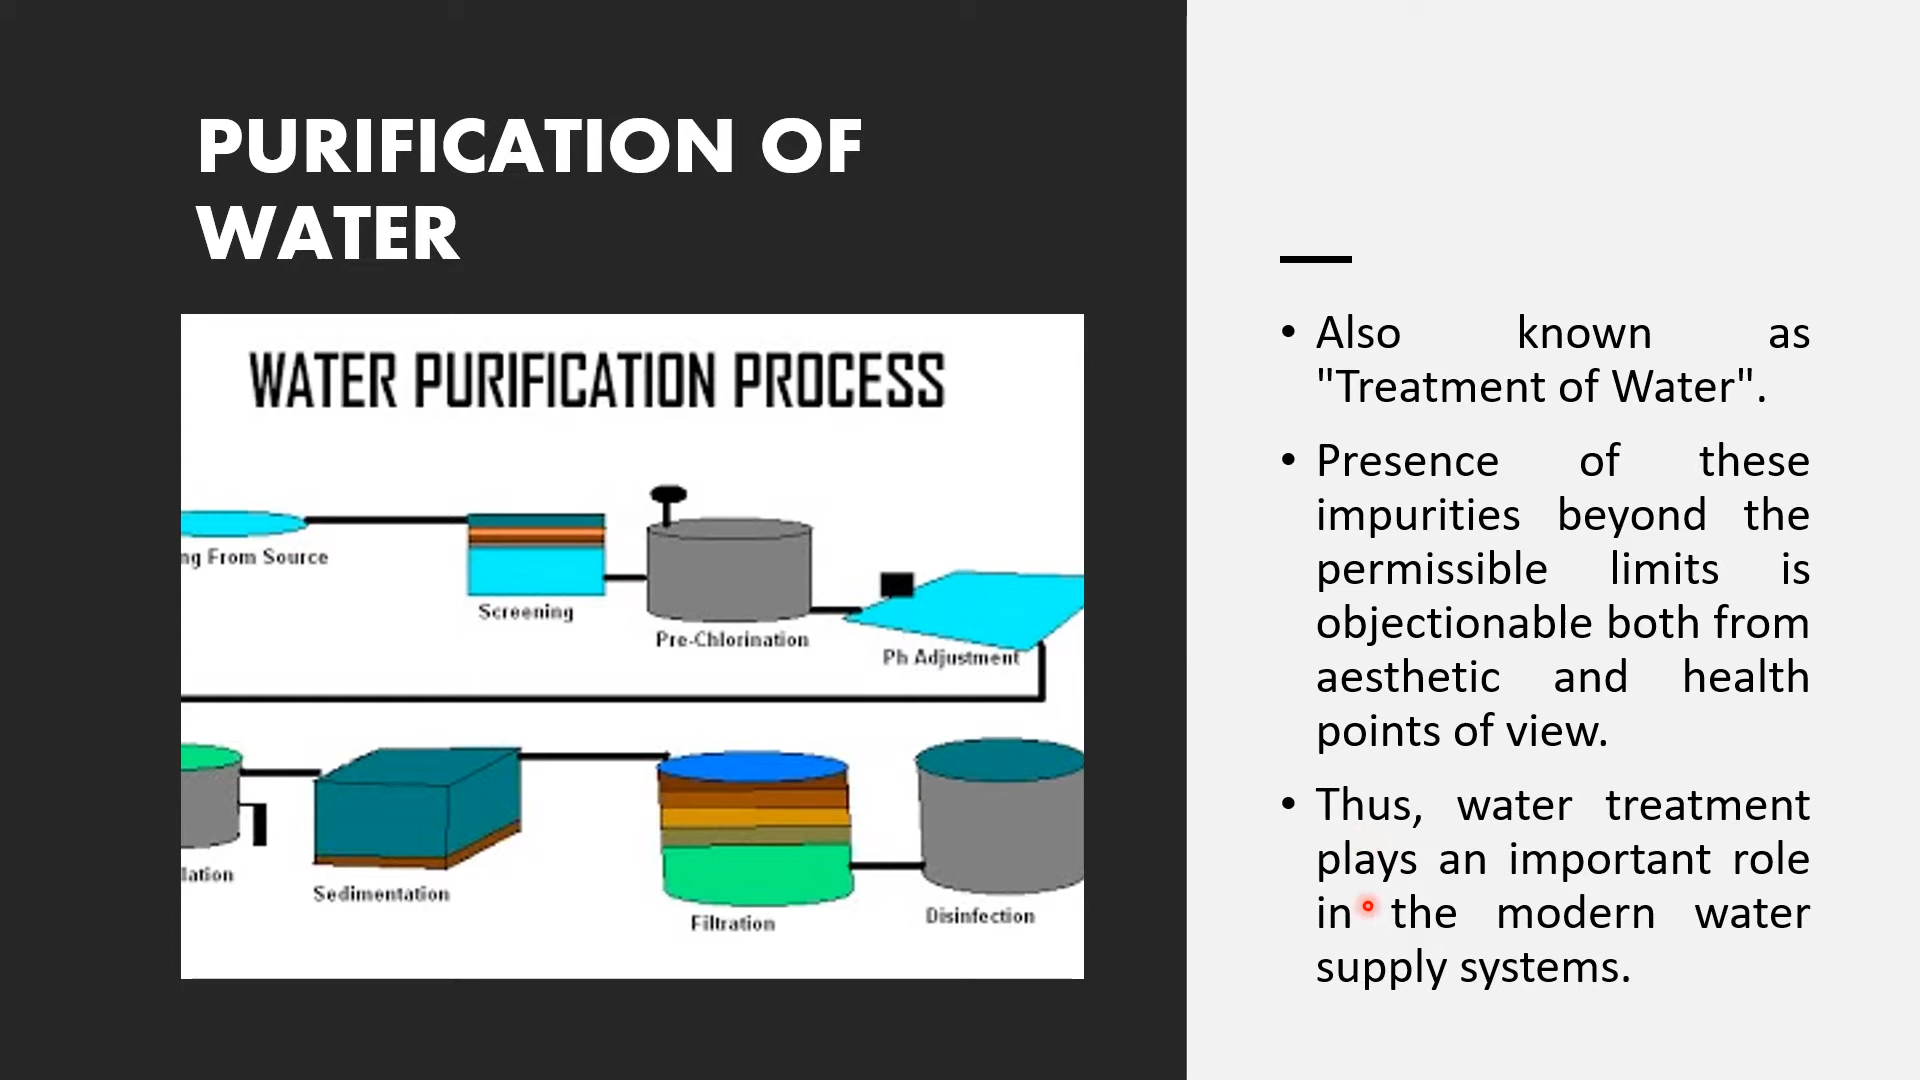 PURIFICATION OF
WATER
WATER PURIFICATION PROCESS
ng From Source
Screening
Pre-Chlorination
Ph Adjustment
lation
Sedimentation
Filtration
Disinfection
• Also known as
"Treatment of Water".
• Presence of these
impurities beyond the
permissible limits is
objectionable both from
aesthetic and health
points of view.
• Thus, water treatment
plays an important role
in the modern water
supply systems.